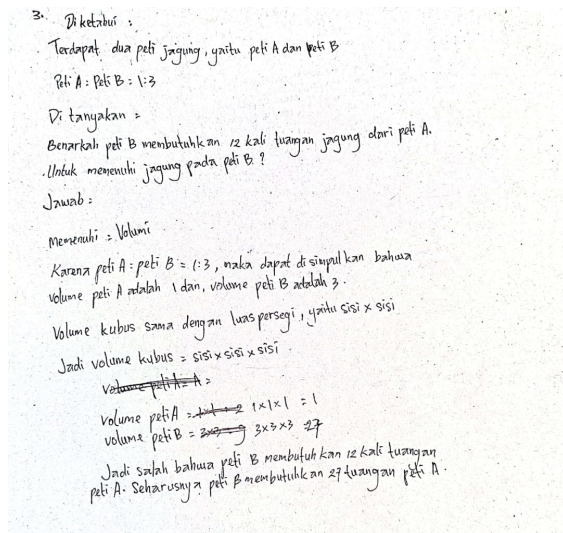 3. Diketahui :
Terdapat dua peti jagung, yaitu peti A dan peti B
Peti A : Peti B = 1:3
Ditanyakan :
Benarkah peti B membutuhkan 12 kali tuangan jagung dari peti A.
Untuk memenuhi jagung pada peti B. ?
Jawab :
Memenuhi : Volumi
Karena peti A : peti B = 1:3, maka dapat disimpulkan bahwa
volume peti A adalah 1 dan, volume peti B adalah 3.
Volume kubus sama dengan luas persegi, yaitu sisi x sisi
Jadi volume kubus = sisi x sisi x sisi.
volume peti A =
volume peti A = 1x1x1 = 1
volume peti B = 3x3x3 = 27
Jadi salah bahwa peti B membutuhkan 12 kali tuangan
peti A. Seharusnya peti B membutuhkan 27 tuangan peti A.